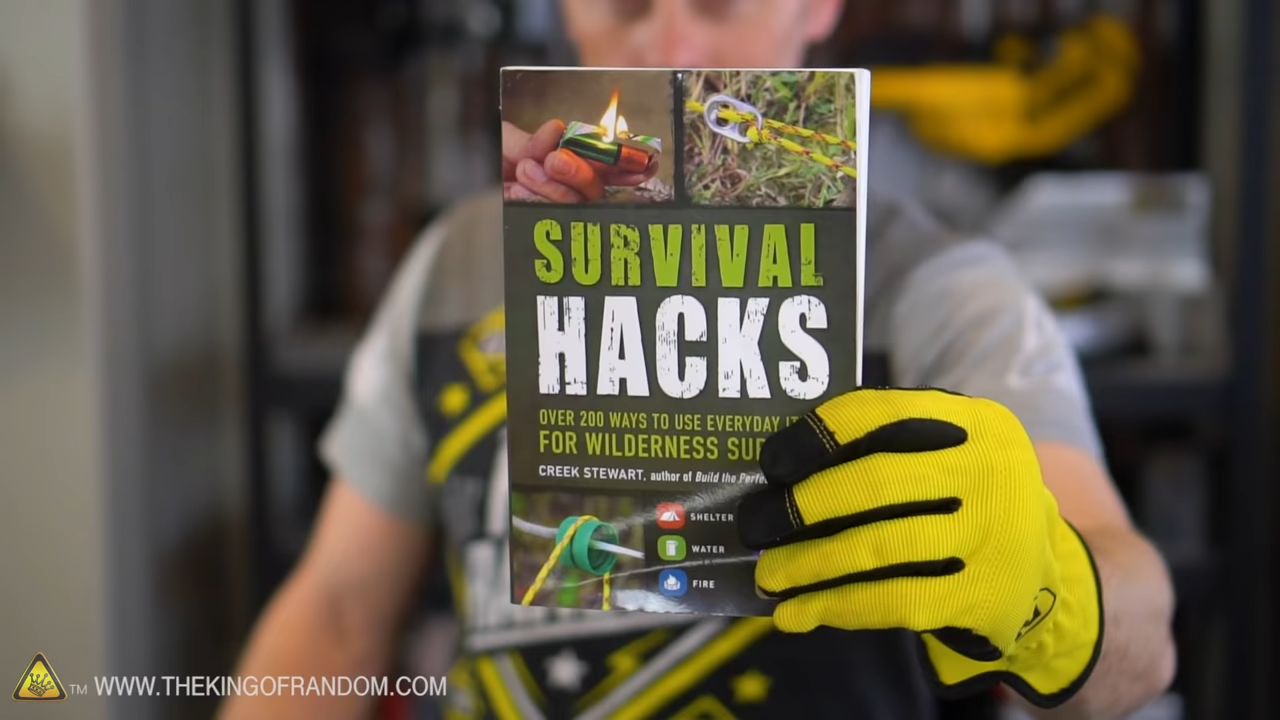 SURVIVAL
HACKS
OVER 200 WAYS TO USE EVERYDAY
FOR WILDERNESS
CREEK STEWART, author of Build the
SHELTER
WATER
FIRE
TM WWW.THEKINGOFRANDOM.COM